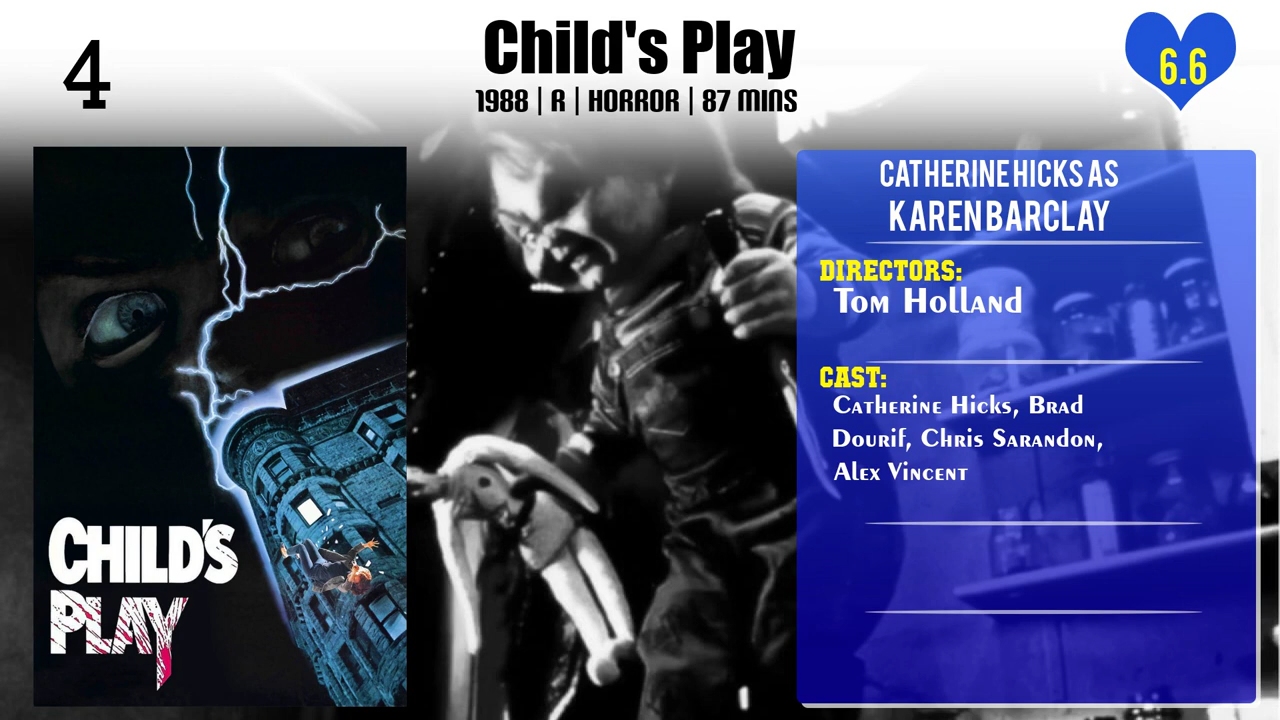 4
Child's Play
1988 | R | HORROR | 87 MINS
6.6
CHILD'S
PLAY
CATHERINE HICKS AS
KAREN BARCLAY
DIRECTORS:
Tom Holland
CAST:
Catherine Hicks, Brad
Dourif, Chris Sarandon,
Alex Vincent